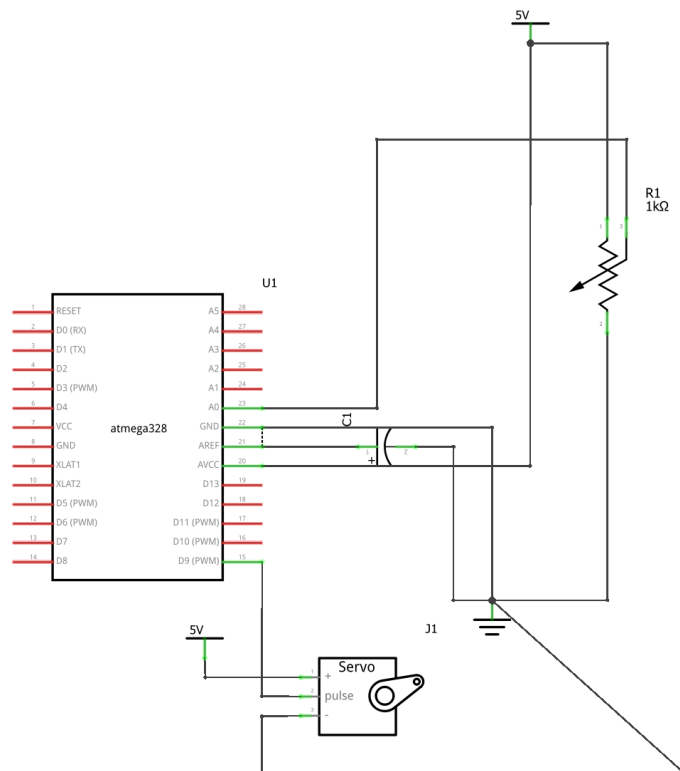 5V
R1
1kΩ
1
3
2
U1
1 RESET A5 28
2 D0 (RX) A4 27
3 D1 (TX) A3 26
4 D2 A2 25
5 D3 (PWM) A1 24
6 D4 A0 23
7 VCC GND 22
8 GND AREF 21
9 XLAT1 AVCC 20
10 XLAT2 D13 19
11 D5 (PWM) D12 18
12 D6 (PWM) D11 (PWM) 17
13 D7 D10 (PWM) 16
14 D8 D9 (PWM) 15
atmega328
C1
1 2
+
5V
J1
Servo
1 +
2 pulse
3 -